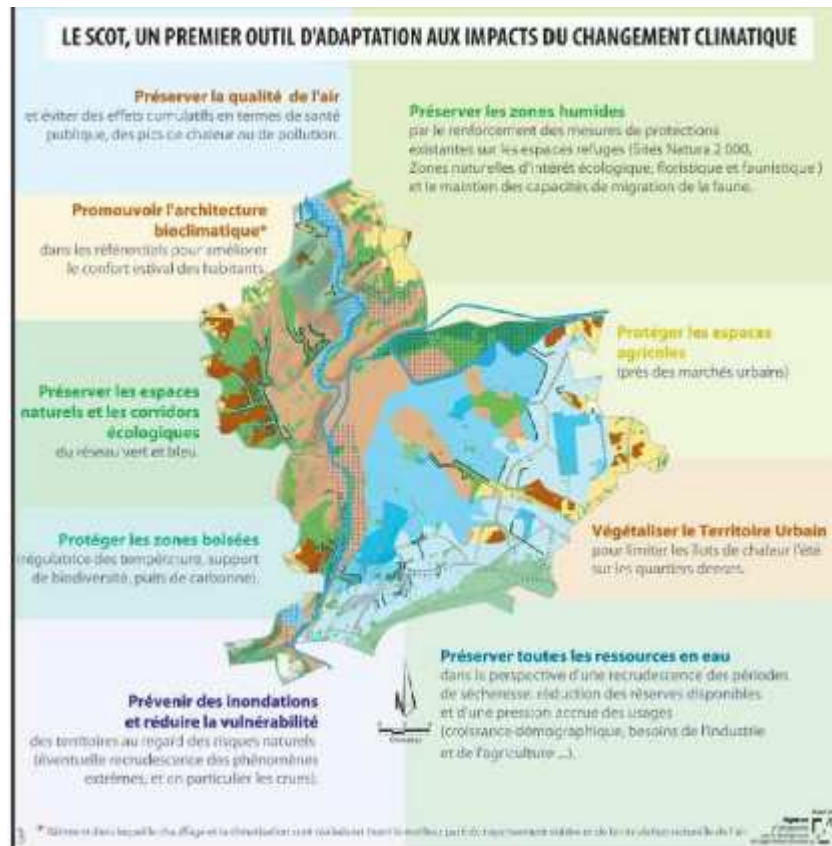 LE SCOT, UN PREMIER OUTIL D'ADAPTATION AUX IMPACTS DU CHANGEMENT CLIMATIQUE
Préserver la qualité de l'air
et éviter des effets cumulatifs en termes de santé
publique, des pics de chaleur ou de pollution.
Préserver les zones humides
par le renforcement des mesures de protections
existantes sur les espaces refuges (Sites Natura 2 000,
Zones naturelles d'intérêt écologique, floristique et faunistique )
et le maintien des capacités de migration de la faune.
Promouvoir l'architecture
bioclimatique*
dans les référentiels pour améliorer
le confort estival des habitants.
Protéger les espaces
agricoles
(près des marchés urbains)
Préserver les espaces
naturels et les corridors
écologiques
du réseau vert et bleu.
Protéger les zones boisées
(régulatrice des température, support
de biodiversité, puits de carbonne).
Végétaliser le Territoire Urbain
pour limiter les îlots de chaleur l'été
sur les quartiers denses.
Préserver toutes les ressources en eau
dans la perspective d'une recrudescence des périodes
de sécheresse, réduction des réserves disponibles
et d'une pression accrue des usages
(croissance démographique, besoins de l'industrie
et de l'agriculture ...).
Prévenir des inondations
et réduire la vulnérabilité
des territoires au regard des risques naturels
(éventuelle recrudescence des phénomènes
extrêmes, et en particulier les crues).